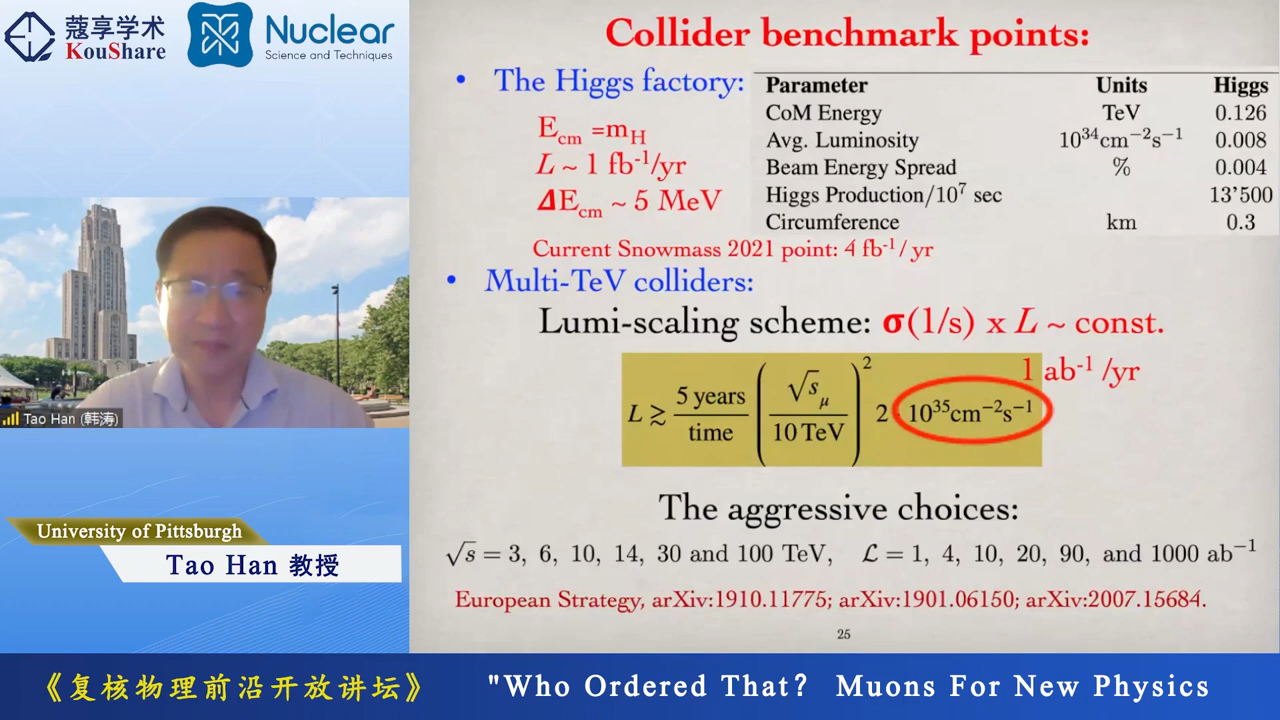 蔻享学术
KouShare
Nuclear
Science and Techniques
Tao Han (韩涛)
University of Pittsburgh
Tao Han 教授
Collider benchmark points:
• The Higgs factory:
E_cm =m_H
L ~ 1 fb⁻¹/yr
ΔE_cm ~ 5 MeV
Parameter Units Higgs
CoM Energy TeV 0.126
Avg. Luminosity 10³⁴cm⁻²s⁻¹ 0.008
Beam Energy Spread % 0.004
Higgs Production/10⁷ sec 13'500
Circumference km 0.3
Current Snowmass 2021 point: 4 fb⁻¹/ yr
• Multi-TeV colliders:
Lumi-scaling scheme: σ(1/s) x L ~ const.
1 ab⁻¹ /yr
L ≳ 5 years / time (√s_μ / 10 TeV)² 2 · 10³⁵cm⁻²s⁻¹
The aggressive choices:
√s = 3, 6, 10, 14, 30 and 100 TeV, ℒ = 1, 4, 10, 20, 90, and 1000 ab⁻¹
European Strategy, arXiv:1910.11775; arXiv:1901.06150; arXiv:2007.15684.
25
《复核物理前沿开放讲坛》 "Who Ordered That? Muons For New Physics